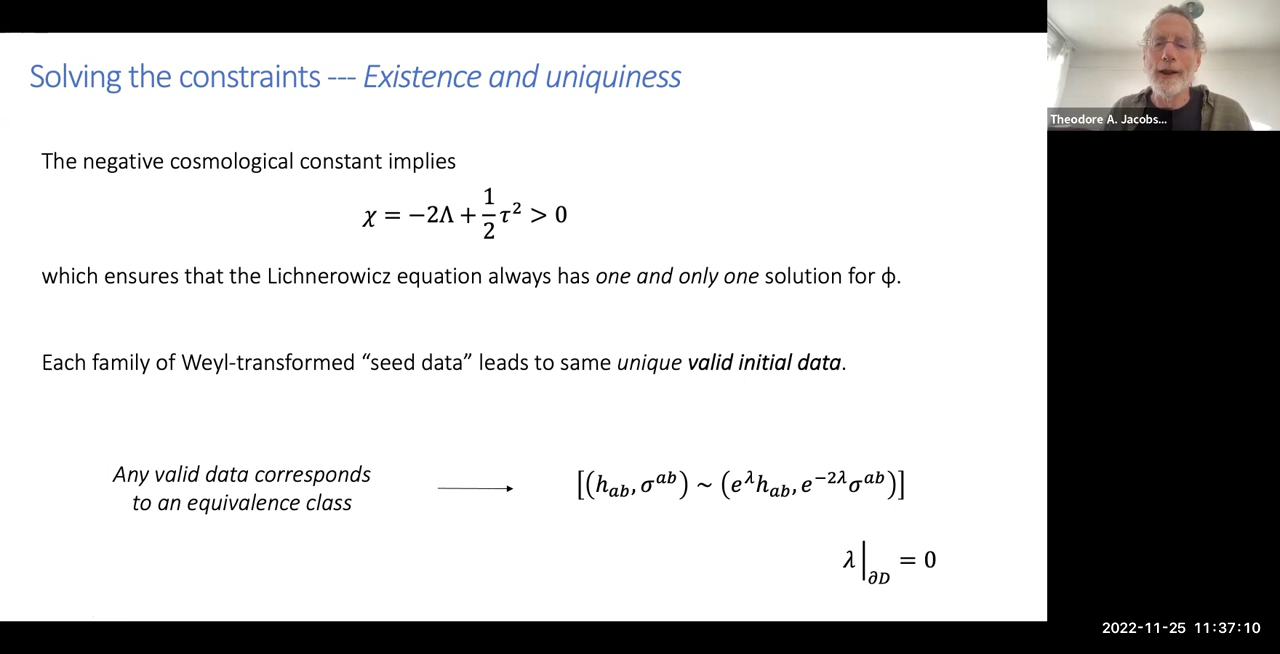 Solving the constraints --- Existence and uniquiness
The negative cosmological constant implies
χ = −2Λ + 1/2 τ² > 0
which ensures that the Lichnerowicz equation always has one and only one solution for ϕ.
Each family of Weyl-transformed “seed data” leads to same unique valid initial data.
Any valid data corresponds
to an equivalence class
[(h_ab, σ^ab) ~ (e^λ h_ab, e^−2λ σ^ab)]
λ|_∂D = 0
Theodore A. Jacobs...
2022-11-25 11:37:10